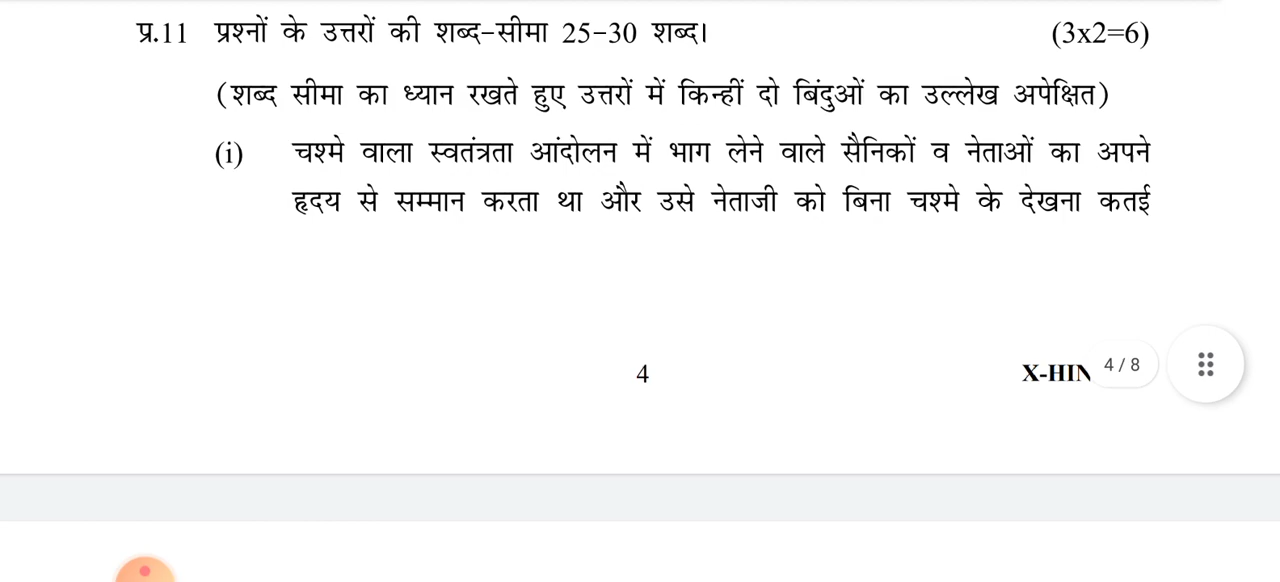 प्र.11 प्रश्नों के उत्तरों की शब्द-सीमा 25-30 शब्द। (3x2=6)
(शब्द सीमा का ध्यान रखते हुए उत्तरों में किन्हीं दो बिंदुओं का उल्लेख अपेक्षित)
(i) चश्मे वाला स्वतंत्रता आंदोलन में भाग लेने वाले सैनिकों व नेताओं का अपने
हृदय से सम्मान करता था और उसे नेताजी को बिना चश्मे के देखना कतई
4 X-HIN 4 / 8